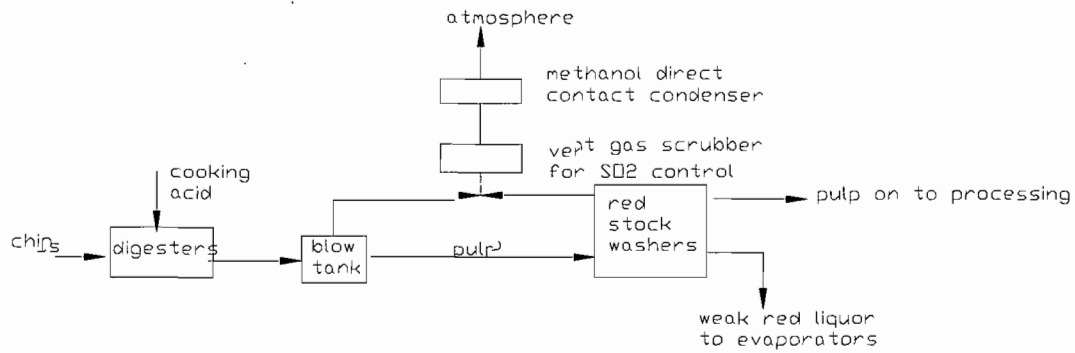 atmosphere
methanol direct
contact condenser
vent gas scrubber
for SO2 control
cooking
acid
chips
digesters
blow
tank
pulp
red
stock
washers
pulp on to processing
weak red liquor
to evaporators